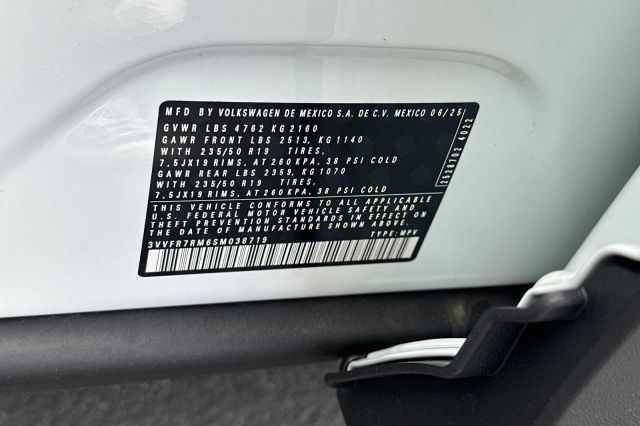 MFD BY VOLKSWAGEN DE MEXICO S.A. DE C.V. MEXICO 06/25
GVWR LBS 4762 KG 2160
GAWR FRONT LBS 2513, KG 1140
WITH 235/50 R19 TIRES.
7,5JX19 RIMS, AT 260 KPA, 38 PSI COLD
GAWR REAR LBS 2359, KG 1070
WITH 235/50 R19 TIRES.
7,5JX19 RIMS, AT 260 KPA, 38 PSI COLD
THIS VEHICLE CONFORMS TO ALL APPLICABLE
U.S. FEDERAL MOTOR VEHICLE SAFETY AND
THEFT PREVENTION STANDARDS IN EFFECT ON
THE DATE OF MANUFACTURE SHOWN ABOVE.
3VVFR7RM6SM038719 TYPE: MPV
2528702 4022